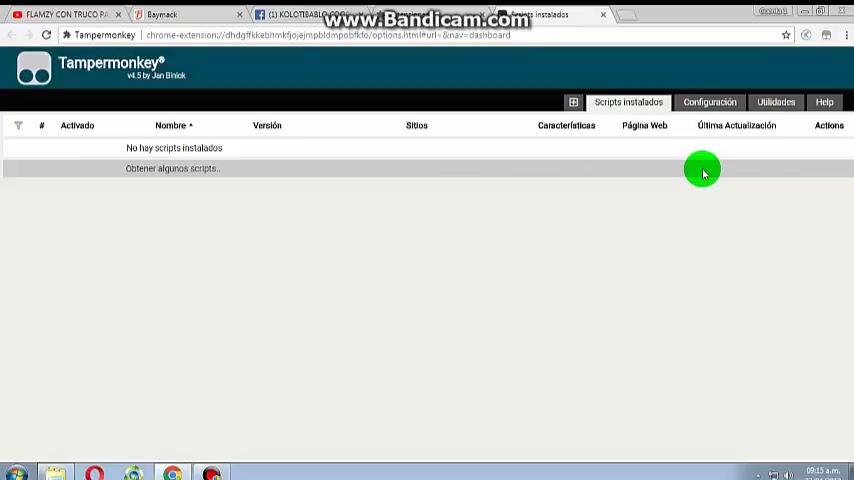 FLAMZY CON TRUCO PA
Baymack
(1) KOLOTIBABLO
www.Bandicam.com
Scripts instalados
Tampermonkey
chrome-extension://dhdgffkkebhmkfjojejmpbldmpobfkfo/options.html#url=&nav=dashboard
Tampermonkey®
v4.5 by Jan Biniok
Scripts instalados
Configuración
Utilidades
Help
# Activado Nombre Versión Sitios Características Página Web Última Actualización Actions
No hay scripts instalados
Obtener algunos scripts...
09:15 a.m.